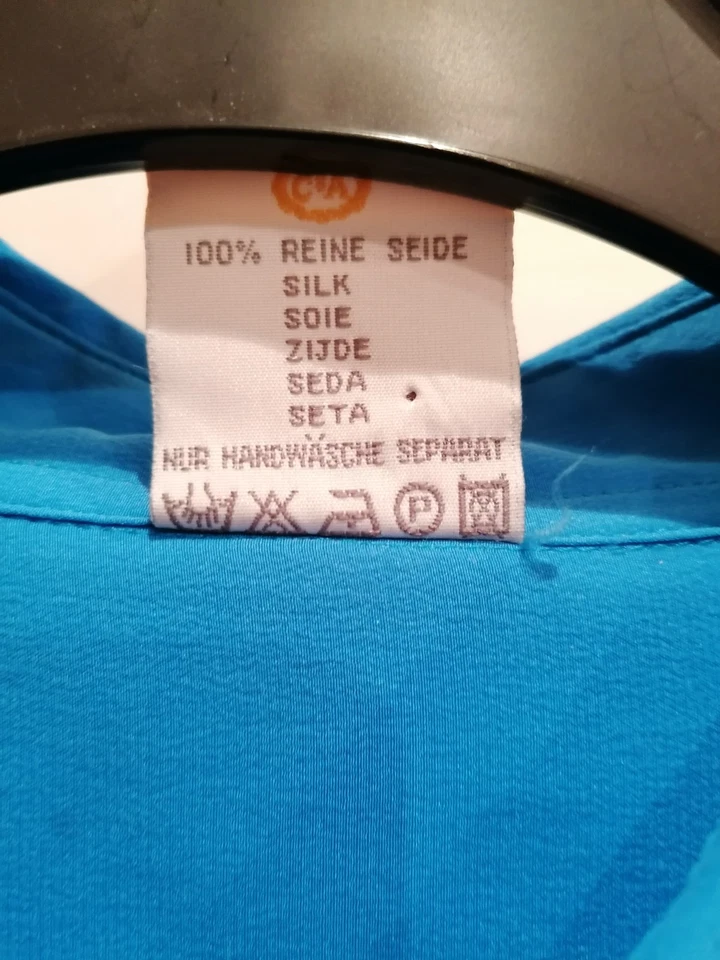 C&A
100% REINE SEIDE
SILK
SOIE
ZIJDE
SEDA
SETA
NUR HANDWÄSCHE SEPARAT
P